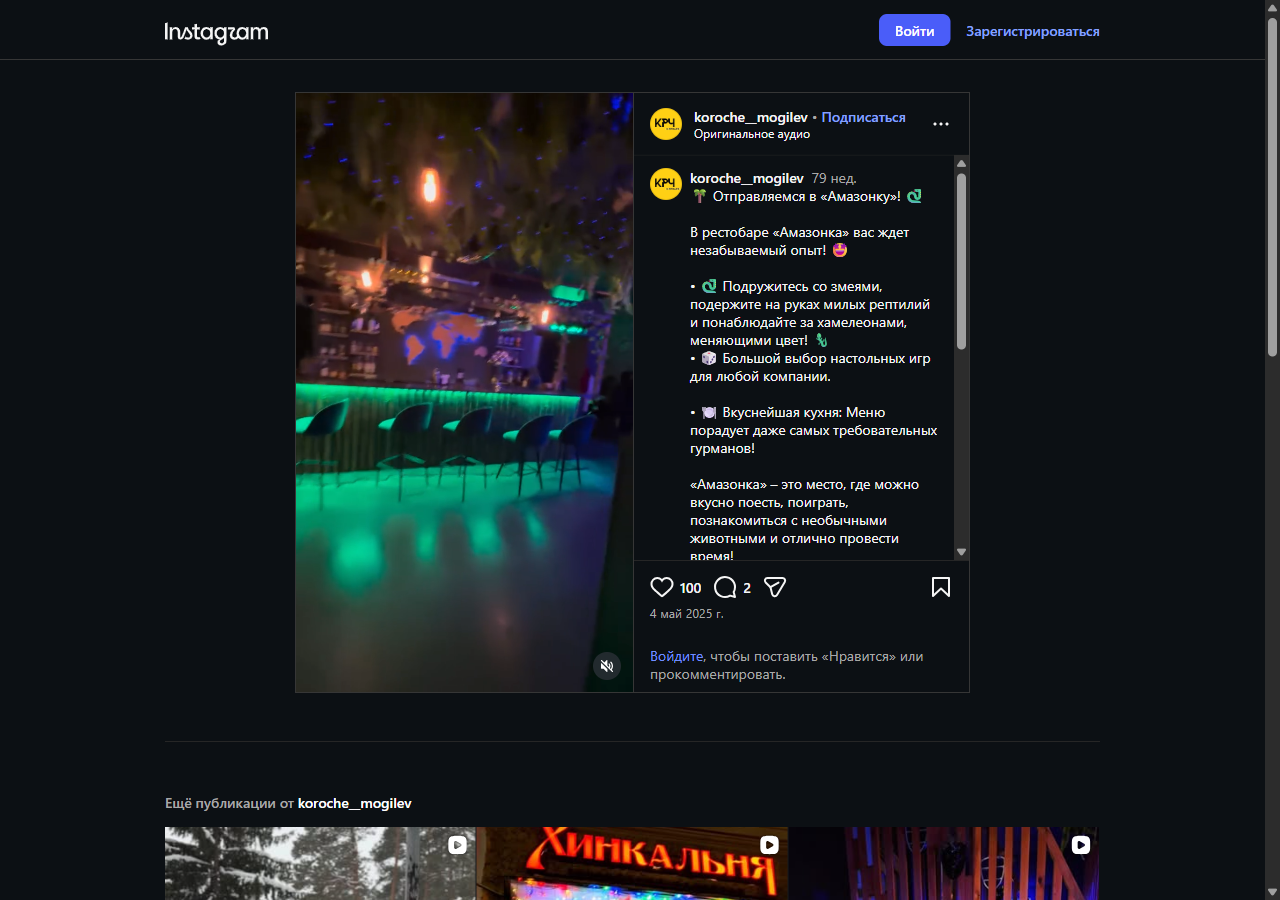 Instagram
Войти
Зарегистрироваться
КРЧ
koroche__mogilev • Подписаться
Оригинальное аудио
КРЧ
koroche__mogilev 79 нед.
🌴 Отправляемся в «Амазонку»! 🐍
В рестобаре «Амазонка» вас ждет
незабываемый опыт! 🤩
• 🐍 Подружитесь со змеями,
подержите на руках милых рептилий
и понаблюдайте за хамелеонами,
меняющими цвет! 🦎
• 🎲 Большой выбор настольных игр
для любой компании.
• 🍽 Вкуснейшая кухня: Меню
порадует даже самых требовательных
гурманов!
«Амазонка» – это место, где можно
вкусно поесть, поиграть,
познакомиться с необычными
животными и отлично провести
время!
100 2
4 май 2025 г.
Войдите, чтобы поставить «Нравится» или
прокомментировать.
Ещё публикации от koroche__mogilev
ХИНКАЛЬНЯ